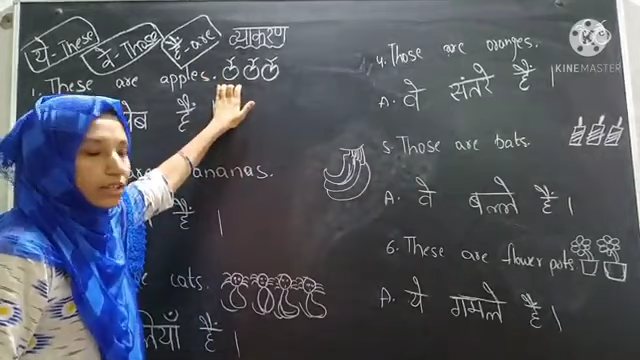 ये-These
वे-Those
हैं-are
व्याकरण
1. These are apples.
हैं
ananas.
हैं ।
cats.
हैं ।
4. Those are oranges.
A. वे संतरे हैं ।
5. Those are bats.
A. वे बल्ले हैं ।
6. These are flower pots
A. ये गमले हैं ।
KINEMASTER